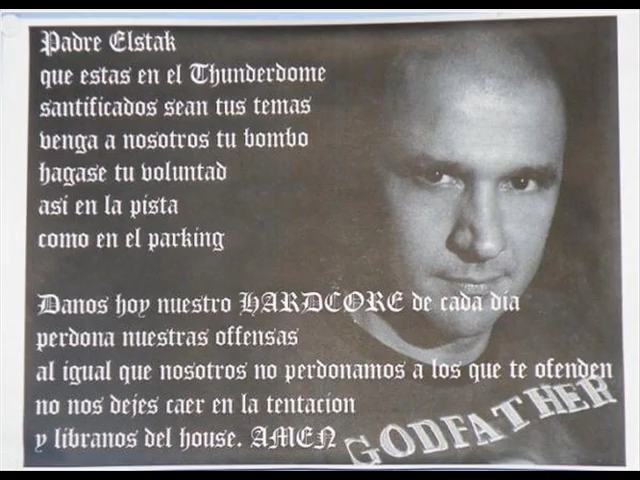 Padre Elstak
que estas en el Thunderdome
santificados sean tus temas
venga a nosotros tu bombo
hagase tu voluntad
asi en la pista
como en el parking
Danos hoy nuestro HARDCORE de cada dia
perdona nuestras offensas
al igual que nosotros no perdonamos a los que te ofenden
no nos dejes caer en la tentacion
y libranos del house. AMEN
GODFATHER